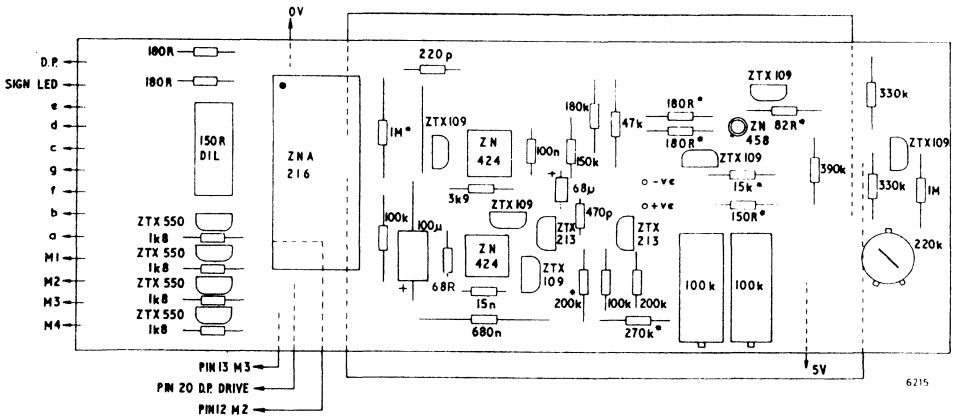 0V
D.P.
SIGN LED
e
d
c
g
f
b
a
M1
M2
M3
M4
180R
180R
150R
DIL
ZTX 550
1k8
ZTX 550
1k8
ZTX 550
1k8
ZTX 550
1k8
ZNA
216
220p
1M*
ZTX109
ZN
424
3k9
100n
150k
180k
47k
68µ
+
470p
-ve
+ve
100k
100µ
+
68R
ZTX109
ZN
424
15n
680n
ZTX
213
ZTX
109
ZTX
213
*
200k
100k
200k
270k*
180R*
180R*
ZTX109
ZTX 109
82R*
ZN
458
15k*
150R*
100k
100k
390k
330k
330k
ZTX109
1M
220k
PIN 13 M3
PIN 20 D.P. DRIVE
PIN12 M2
5V
6215